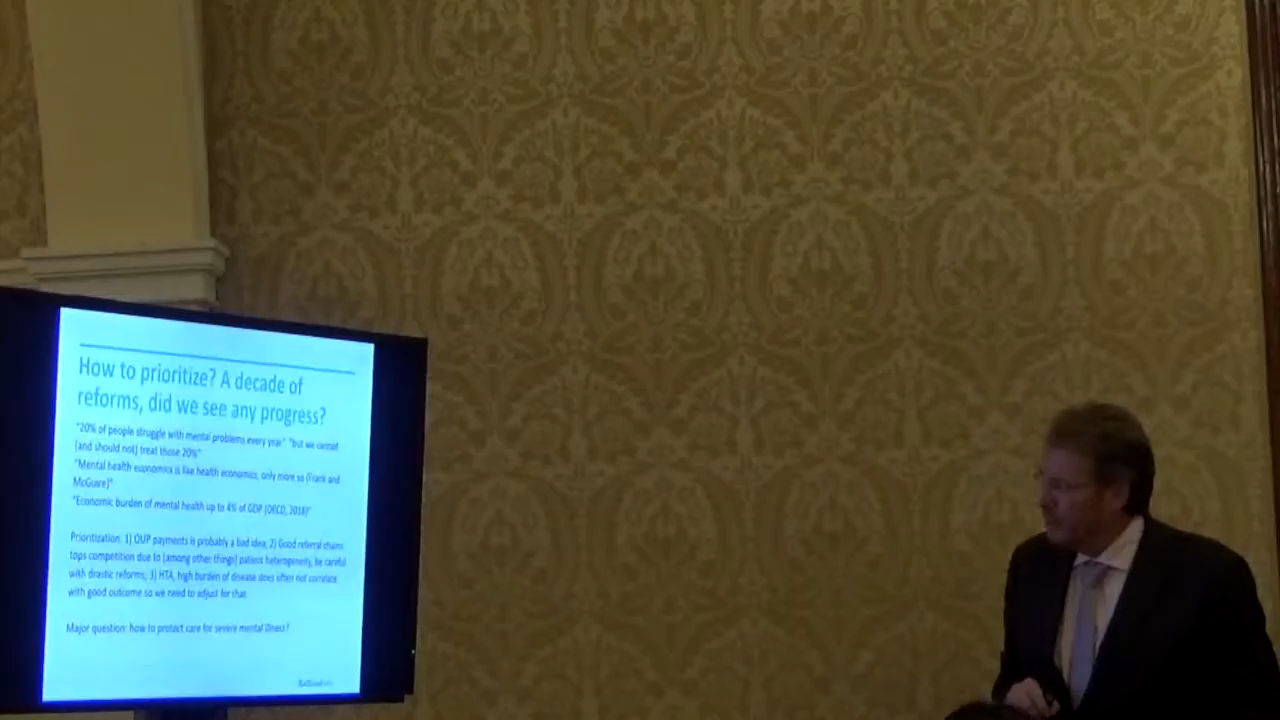 How to prioritize? A decade of
reforms, did we see any progress?
"20% of people struggle with mental problems every year" "but we cannot
(and should not) treat those 20%"
"Mental health economics is like health economics, only more so (Frank and
McGuire)"
"Economic burden of mental health up to 4% of GDP (OECD, 2018)"
Prioritization: 1) OUP payments is probably a bad idea; 2) Good referral chains
tops competition due to (among other things) patient heterogeneity, be careful
with drastic reforms; 3) HTA, high burden of disease does often not correlate
with good outcome so we need to adjust for that.
Major question: how to protect care for severe mental illness?